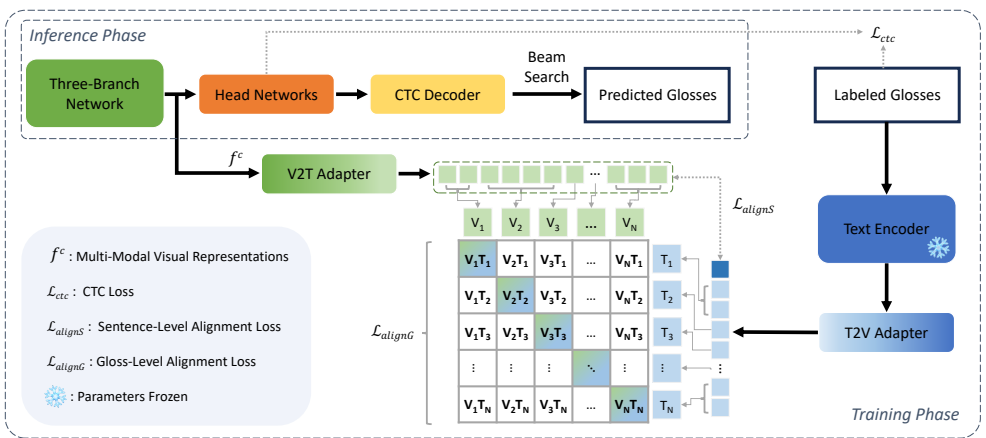 Inference Phase
Three-Branch
Network
Head Networks
CTC Decoder
Beam
Search
Predicted Glosses
ℒctc
Labeled Glosses
f^c
V2T Adapter
...
ℒalignS
V1 V2 V3 ... VN
Text Encoder
T2V Adapter
f^c : Multi-Modal Visual Representations
ℒctc : CTC Loss
ℒalignS : Sentence-Level Alignment Loss
ℒalignG : Gloss-Level Alignment Loss
: Parameters Frozen
ℒalignG
V1T1 V2T1 V3T1 ... VNT1 T1
V1T2 V2T2 V3T2 ... VNT2 T2
V1T3 V2T3 V3T3 ... VNT3 T3
⋮ ⋮ ⋮ ⋱ ⋮ ⋮ ⋮
V1TN V2TN V3TN ... VNTN TN
Training Phase